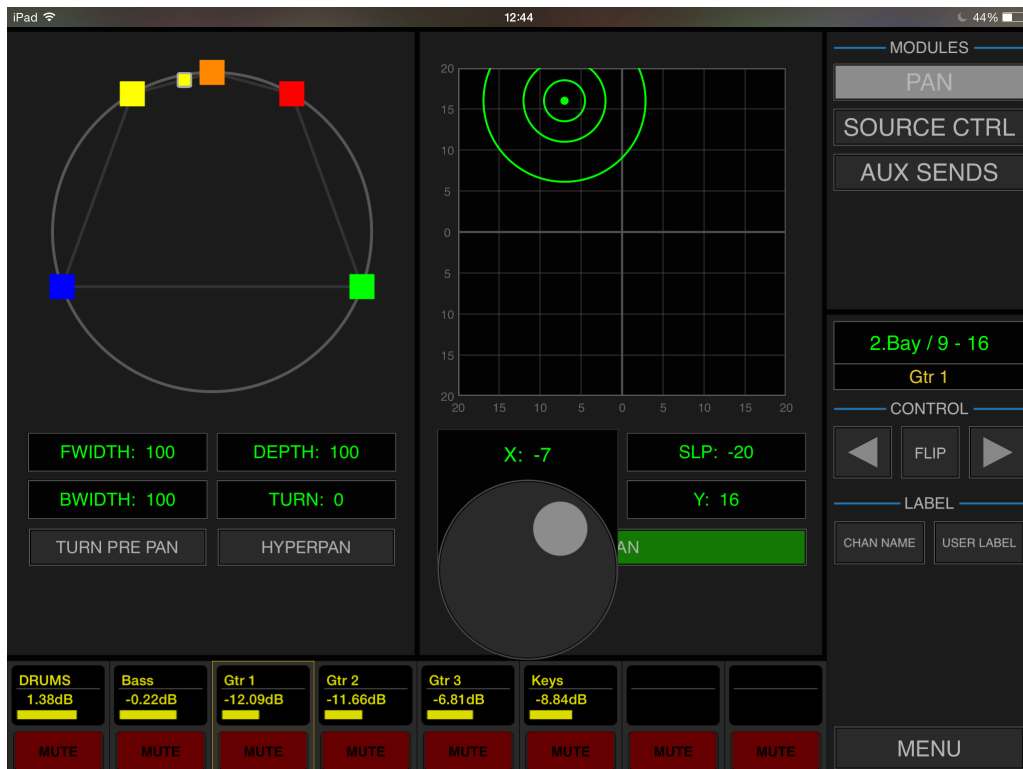 iPad
12:44
44%
MODULES
PAN
SOURCE CTRL
AUX SENDS
20
15
10
5
0
5
10
15
20
20 15 10 5 0 5 10 15 20
FWIDTH: 100
DEPTH: 100
BWIDTH: 100
TURN: 0
TURN PRE PAN
HYPERPAN
X: -7
SLP: -20
Y: 16
AN
2.Bay / 9 - 16
Gtr 1
CONTROL
FLIP
LABEL
CHAN NAME
USER LABEL
DRUMS
1.38dB
Bass
-0.22dB
Gtr 1
-12.09dB
Gtr 2
-11.66dB
Gtr 3
-6.81dB
Keys
-8.84dB
MUTE
MUTE
MUTE
MUTE
MUTE
MUTE
MUTE
MUTE
MENU